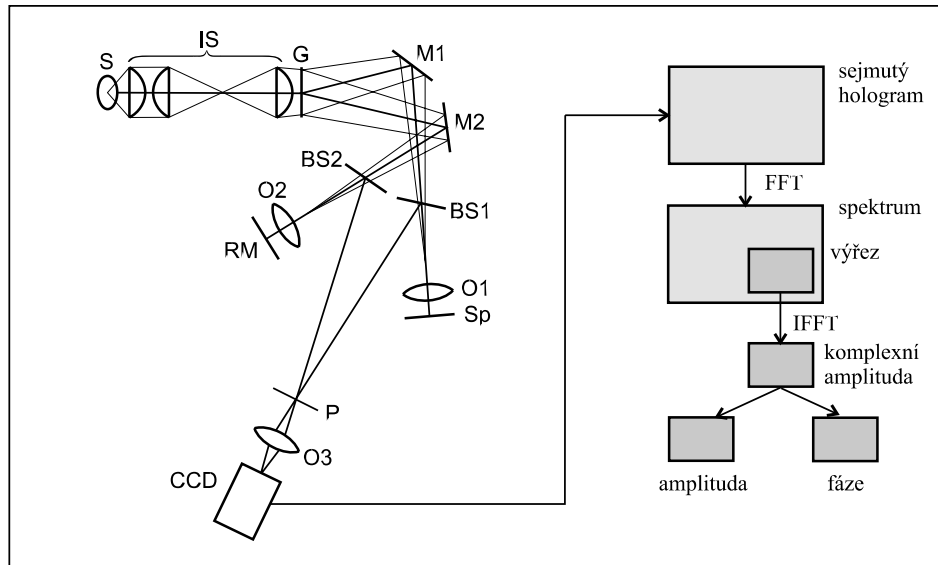 IS
S
G
M1
M2
BS2
O2
BS1
RM
O1
Sp
P
O3
CCD
sejmutý
hologram
FFT
spektrum
výřez
IFFT
komplexní
amplituda
amplituda
fáze